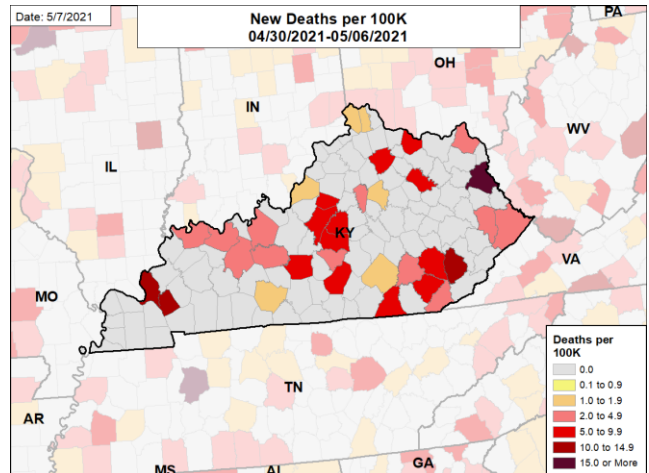 Date: 5/7/2021
New Deaths per 100K
04/30/2021-05/06/2021
PA
OH
IN
WV
IL
KY
VA
MO
TN
AR
MS
AL
GA
Deaths per
100K
0.0
0.1 to 0.9
1.0 to 1.9
2.0 to 4.9
5.0 to 9.9
10.0 to 14.9
15.0 or More